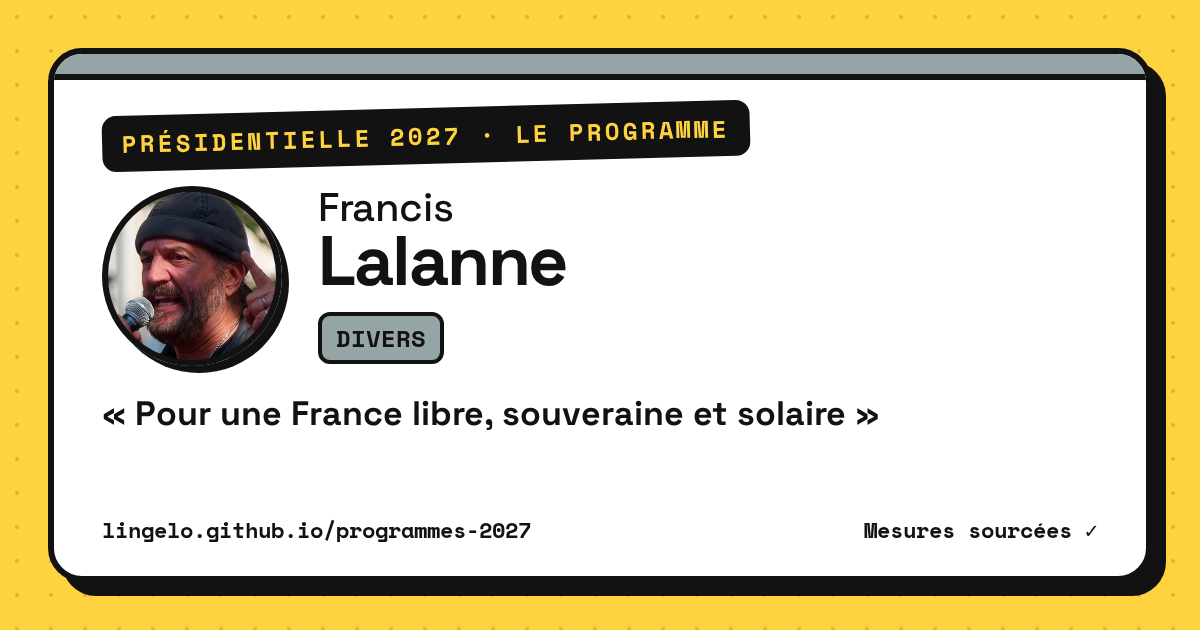 PRÉSIDENTIELLE 2027 · LE PROGRAMME
Francis
Lalanne
DIVERS
« Pour une France libre, souveraine et solaire »
lingelo.github.io/programmes-2027
Mesures sourcées ✓